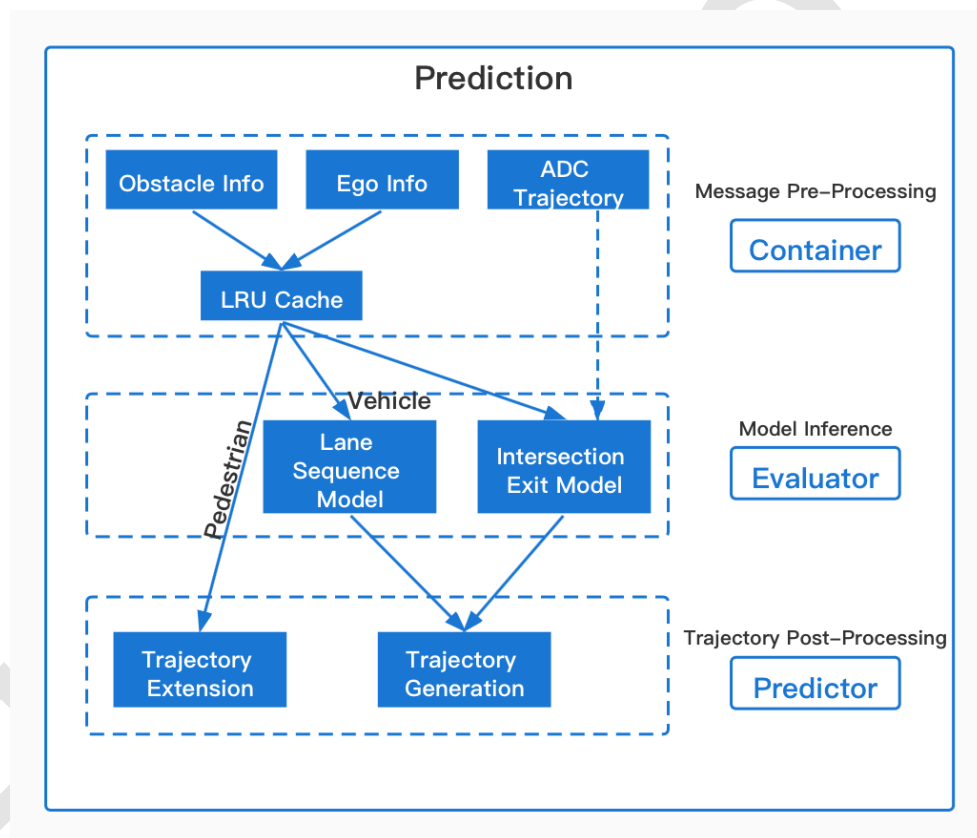 Prediction
Obstacle Info
Ego Info
ADC
Trajectory
Message Pre-Processing
Container
LRU Cache
Vehicle
Pedestrian
Lane
Sequence
Model
Intersection
Exit Model
Model Inference
Evaluator
Trajectory
Extension
Trajectory
Generation
Trajectory Post-Processing
Predictor